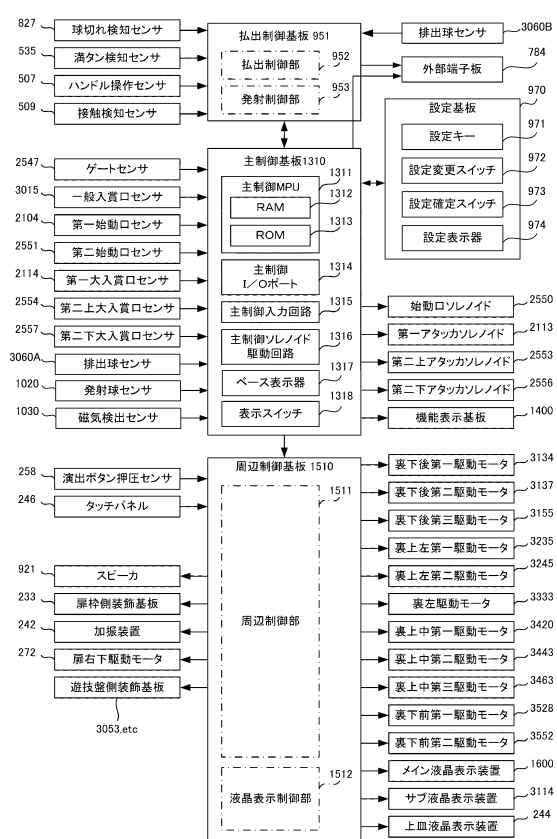 827 球切れ検知センサ
535 満タン検知センサ
507 ハンドル操作センサ
509 接触検知センサ
払出制御基板 951
払出制御部 952
発射制御部 953
排出球センサ 3060B
外部端子板 784
設定基板 970
設定キー 971
設定変更スイッチ 972
設定確定スイッチ 973
設定表示器 974
2547 ゲートセンサ
3015 一般入賞口センサ
2104 第一始動口センサ
2551 第二始動口センサ
2114 第一大入賞口センサ
2554 第二上大入賞口センサ
2557 第二下大入賞口センサ
3060A 排出球センサ
1020 発射球センサ
1030 磁気検出センサ
主制御基板1310
主制御MPU 1311
RAM 1312
ROM 1313
主制御
I/Oポート 1314
主制御入力回路 1315
主制御ソレノイド
駆動回路 1316
ベース表示器 1317
表示スイッチ 1318
始動口ソレノイド 2550
第一アタッカソレノイド 2113
第二上アタッカソレノイド 2553
第二下アタッカソレノイド 2556
機能表示基板 1400
258 演出ボタン押圧センサ
246 タッチパネル
921 スピーカ
233 扉枠側装飾基板
242 加振装置
272 扉右下駆動モータ
遊技盤側装飾基板
3053,etc
周辺制御基板 1510
1511
周辺制御部
1512
液晶表示制御部
裏下後第一駆動モータ 3134
裏下後第二駆動モータ 3137
裏下後第三駆動モータ 3155
裏上左第一駆動モータ 3235
裏上左第二駆動モータ 3245
裏左駆動モータ 3333
裏上中第一駆動モータ 3420
裏上中第二駆動モータ 3443
裏上中第三駆動モータ 3463
裏下前第一駆動モータ 3528
裏下前第二駆動モータ 3552
メイン液晶表示装置 1600
サブ液晶表示装置 3114
上皿液晶表示装置 244